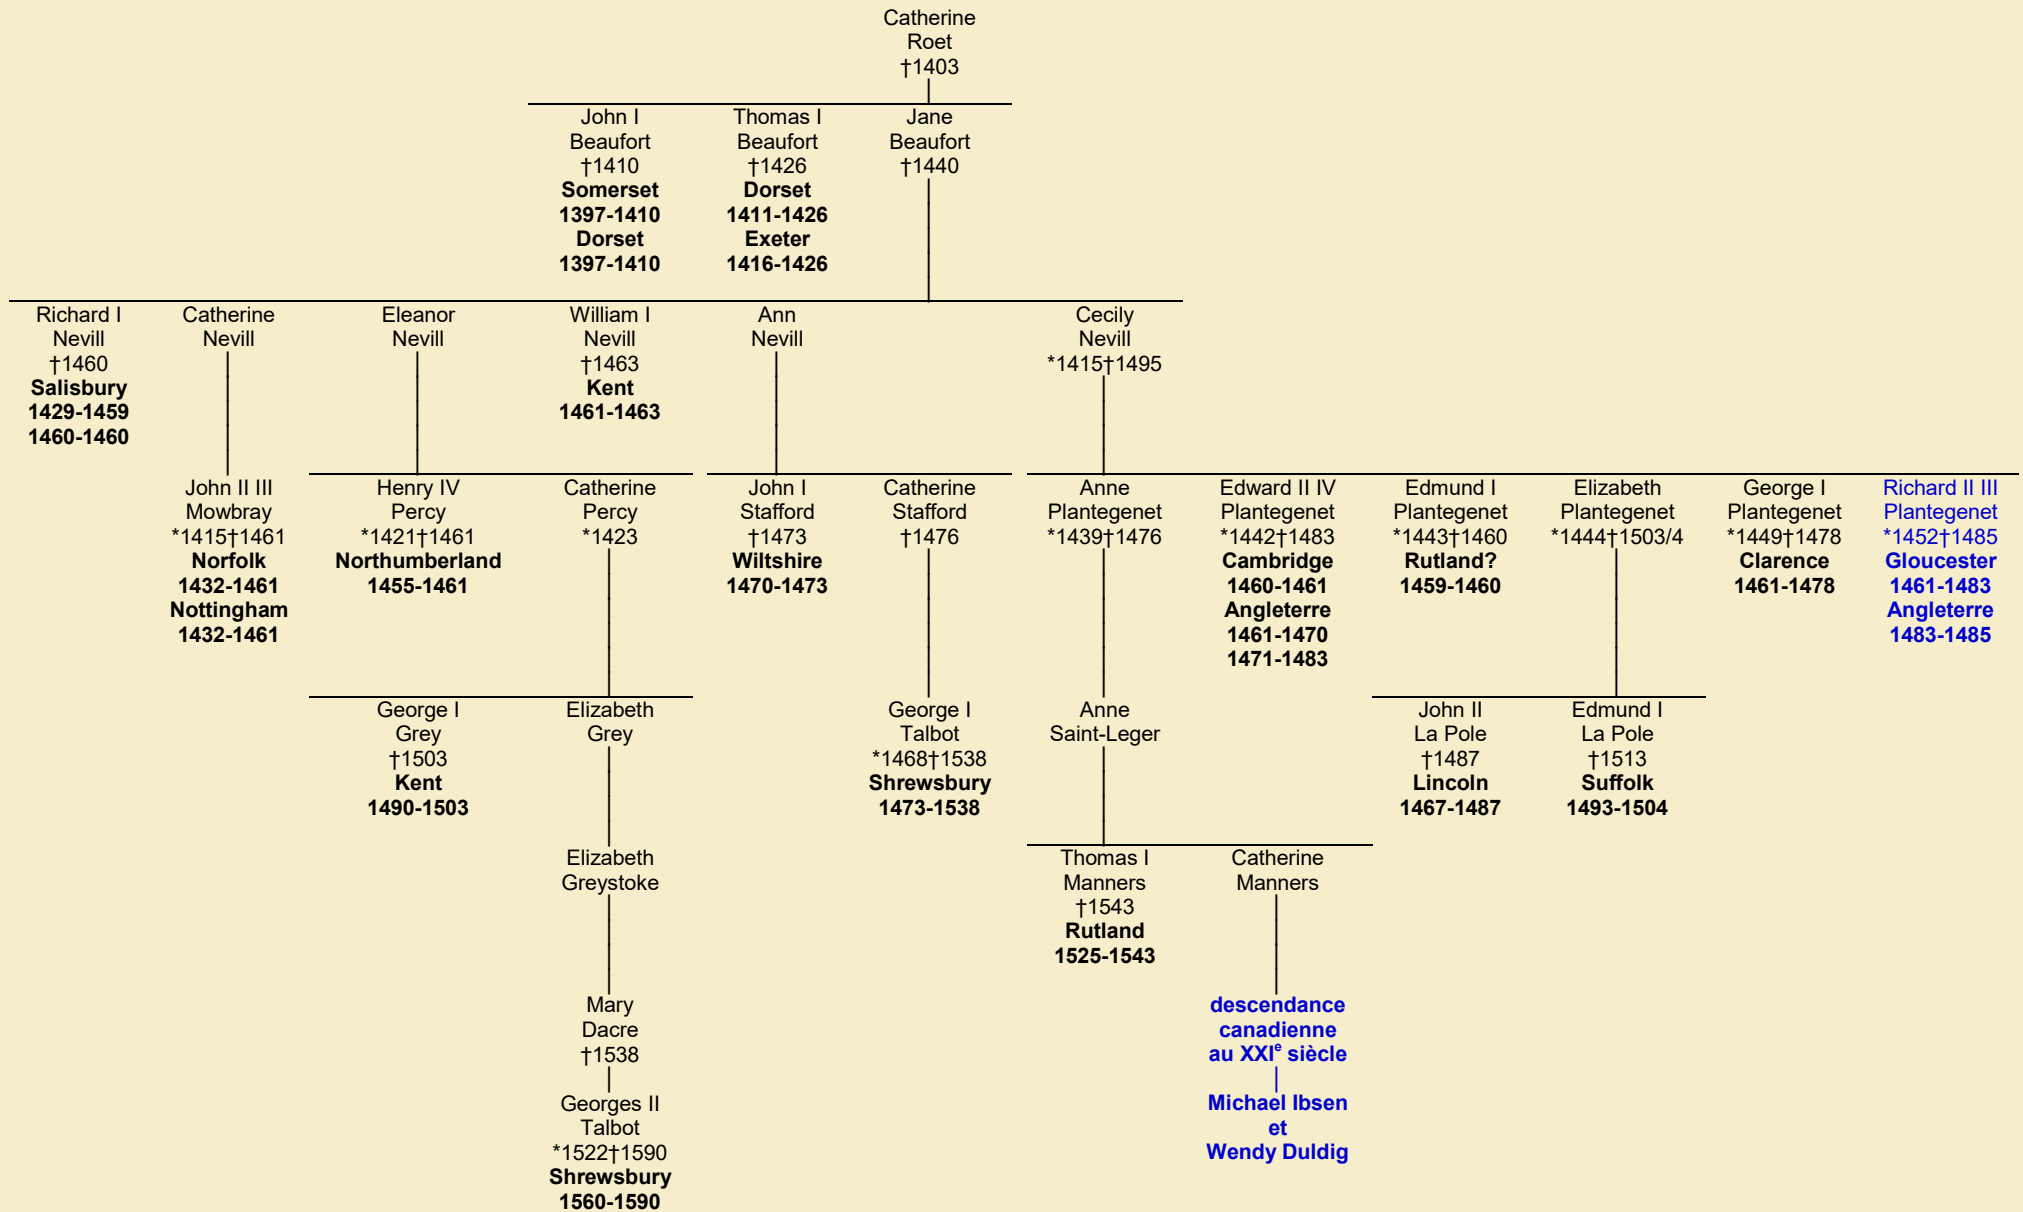 Catherine
Roet
†1403
John I
Beaufort
†1410
Somerset
1397-1410
Dorset
1397-1410
Thomas I
Beaufort
†1426
Dorset
1411-1426
Exeter
1416-1426
Jane
Beaufort
†1440
Richard I
Nevill
†1460
Salisbury
1429-1459
1460-1460
Catherine
Nevill
Eleanor
Nevill
William I
Nevill
†1463
Kent
1461-1463
Ann
Nevill
Cecily
Nevill
*1415†1495
John II III
Mowbray
*1415†1461
Norfolk
1432-1461
Nottingham
1432-1461
Henry IV
Percy
*1421†1461
Northumberland
1455-1461
Catherine
Percy
*1423
John I
Stafford
†1473
Wiltshire
1470-1473
Catherine
Stafford
†1476
Anne
Plantegenet
*1439†1476
Edward II IV
Plantegenet
*1442†1483
Cambridge
1460-1461
Angleterre
1461-1470
1471-1483
Edmund I
Plantegenet
*1443†1460
Rutland?
1459-1460
Elizabeth
Plantegenet
*1444†1503/4
George I
Plantegenet
*1449†1478
Clarence
1461-1478
Richard II III
Plantegenet
*1452†1485
Gloucester
1461-1483
Angleterre
1483-1485
George I
Grey
†1503
Kent
1490-1503
Elizabeth
Grey
George I
Talbot
*1468†1538
Shrewsbury
1473-1538
Anne
Saint-Leger
John II
La Pole
†1487
Lincoln
1467-1487
Edmund I
La Pole
†1513
Suffolk
1493-1504
Elizabeth
Greystoke
Thomas I
Manners
†1543
Rutland
1525-1543
Catherine
Manners
Mary
Dacre
†1538
descendance
canadienne
au XXIe siècle
Georges II
Talbot
*1522†1590
Shrewsbury
1560-1590
Michael Ibsen
et
Wendy Duldig